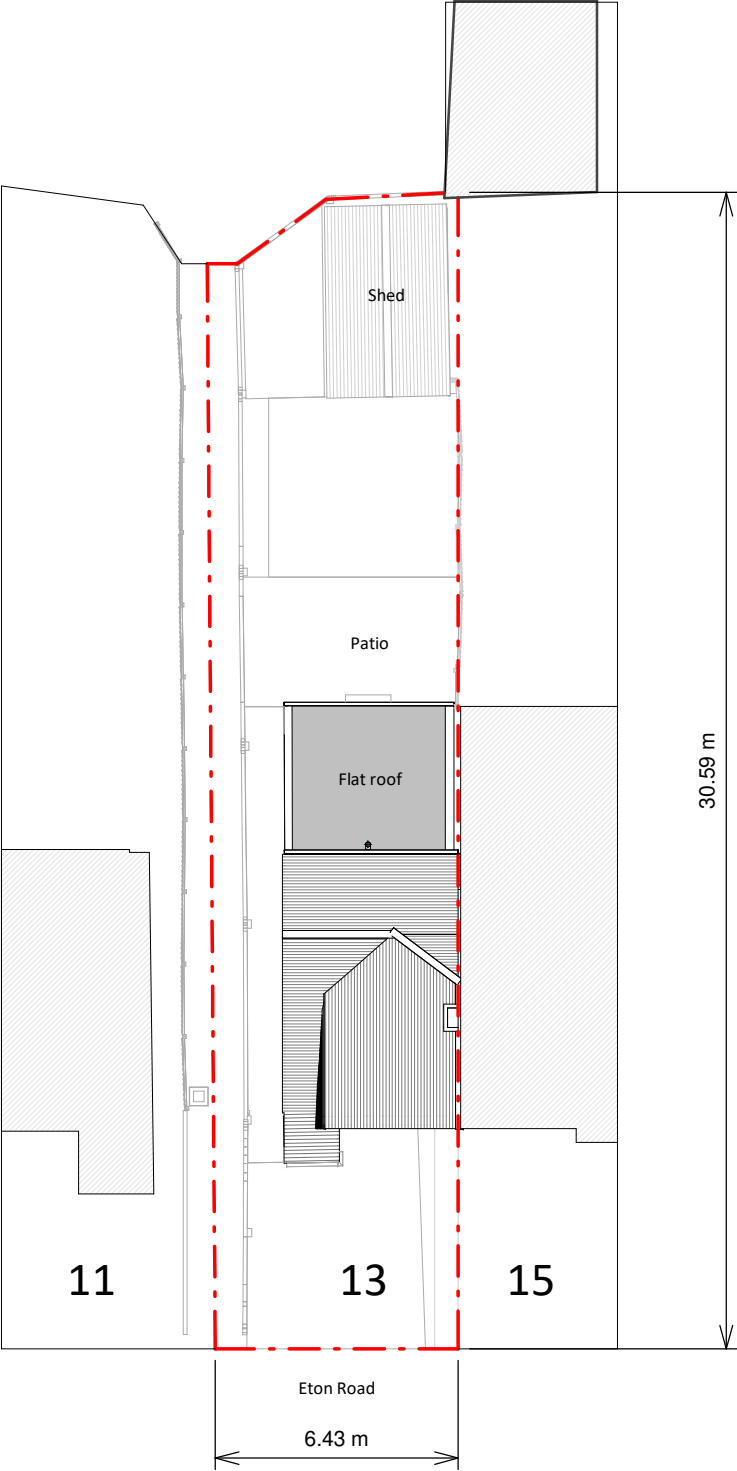 Shed
Patio
30.59 m
Flat roof
11
13
15
Eton Road
6.43 m